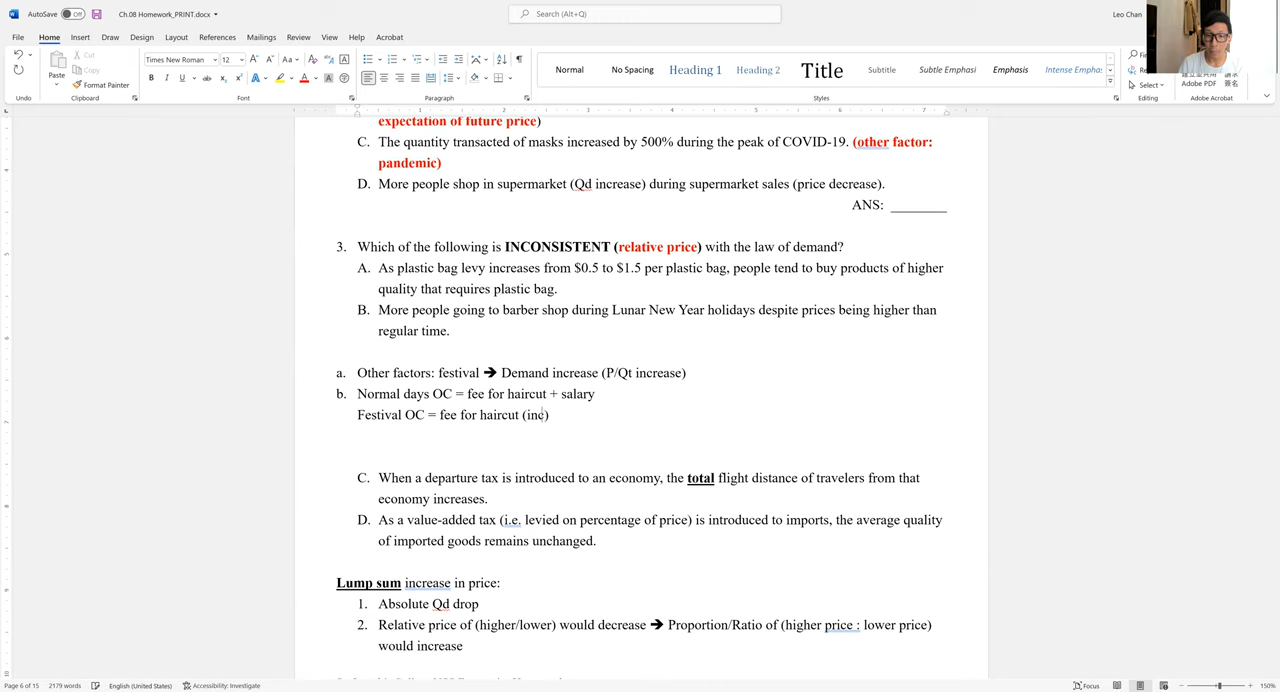 AutoSave Off Ch.08 Homework_PRINT.docx Search (Alt+Q) Leo Chan
File Home Insert Draw Design Layout References Mailings Review View Help Acrobat
Cut
Copy
Paste Format Painter
Times New Roman 12
Normal No Spacing Heading 1 Heading 2 Title Subtitle Subtle Emphasi Emphasis Intense Empha:
Select
Adobe PDF 簽名
Undo Clipboard Font Paragraph Styles Editing Adobe Acrobat
expectation of future price)
C. The quantity transacted of masks increased by 500% during the peak of COVID-19. (other factor:
pandemic)
D. More people shop in supermarket (Qd increase) during supermarket sales (price decrease).
ANS: ________
3. Which of the following is INCONSISTENT (relative price) with the law of demand?
A. As plastic bag levy increases from $0.5 to $1.5 per plastic bag, people tend to buy products of higher
quality that requires plastic bag.
B. More people going to barber shop during Lunar New Year holidays despite prices being higher than
regular time.
a. Other factors: festival ➔ Demand increase (P/Qt increase)
b. Normal days OC = fee for haircut + salary
Festival OC = fee for haircut (inc)
C. When a departure tax is introduced to an economy, the total flight distance of travelers from that
economy increases.
D. As a value-added tax (i.e. levied on percentage of price) is introduced to imports, the average quality
of imported goods remains unchanged.
Lump sum increase in price:
1. Absolute Qd drop
2. Relative price of (higher/lower) would decrease ➔ Proportion/Ratio of (higher price : lower price)
would increase
Page 6 of 15 2179 words English (United States) Accessibility: Investigate Focus 150%